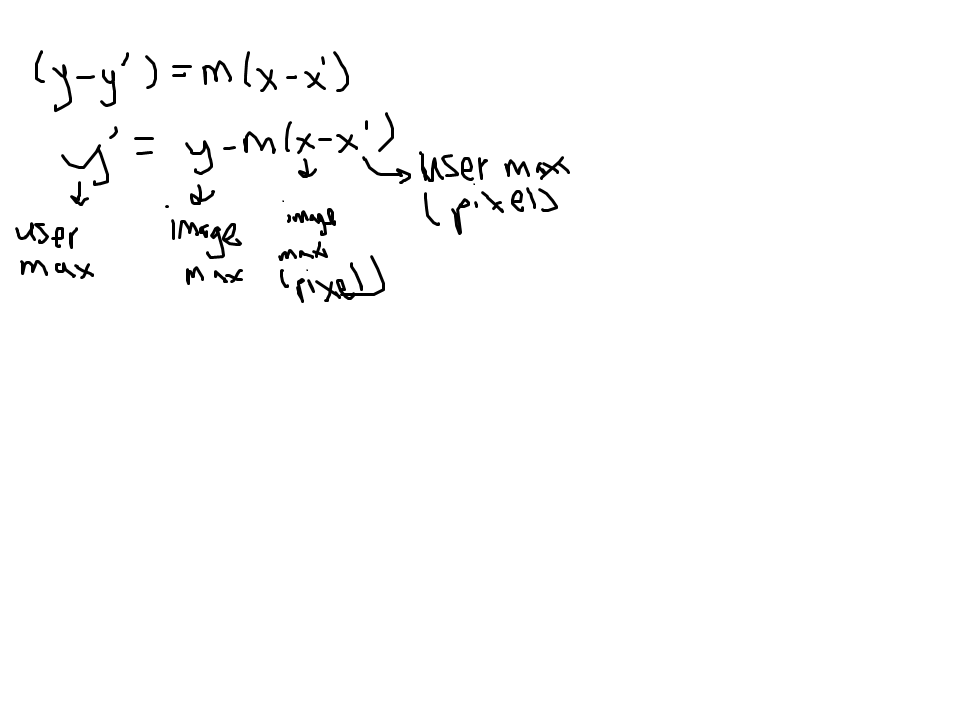 (y-y')=m(x-x')
y'= y-m(x-x')
user max
(pixel)
user
max
image
max
image
max
(pixel)